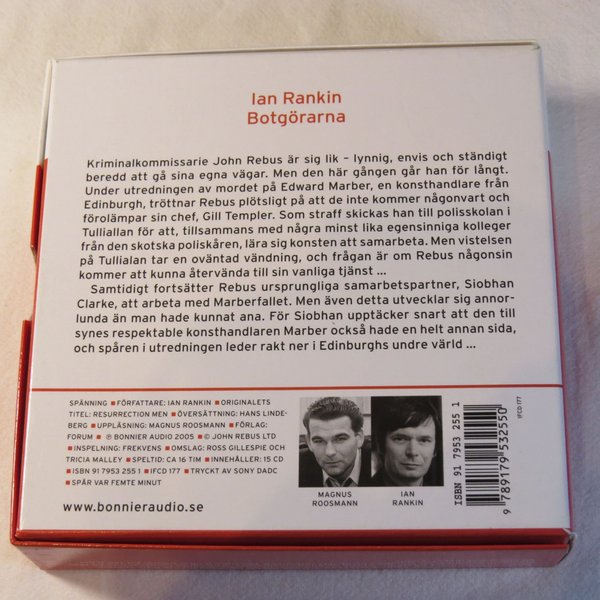 Ian Rankin
Botgörarna
Kriminalkommissarie John Rebus är sig lik – lynnig, envis och ständigt
beredd att gå sina egna vägar. Men den här gången går han för långt.
Under utredningen av mordet på Edward Marber, en konsthandlare från
Edinburgh, tröttnar Rebus plötsligt på att de inte kommer någonvart och
förolämpar sin chef, Gill Templer. Som straff skickas han till polisskolan i
Tulliallan för att, tillsammans med några minst lika egensinniga kolleger
från den skotska poliskåren, lära sig konsten att samarbeta. Men vistelsen
på Tullialan tar en oväntad vändning, och frågan är om Rebus någonsin
kommer att kunna återvända till sin vanliga tjänst ...
Samtidigt fortsätter Rebus ursprungliga samarbetspartner, Siobhan
Clarke, att arbeta med Marberfallet. Men även detta utvecklar sig annor-
lunda än man hade kunnat ana. För Siobhan upptäcker snart att den till
synes respektable konsthandlaren Marber också hade en helt annan sida,
och spåren i utredningen leder rakt ner i Edinburghs undre värld ...
SPÄNNING ■ FÖRFATTARE: IAN RANKIN ■ ORIGINALETS
TITEL: RESURRECTION MEN ■ ÖVERSÄTTNING: HANS LINDE-
BERG ■ UPPLÄSNING: MAGNUS ROOSMANN ■ FÖRLAG:
FORUM ■ ℗ BONNIER AUDIO 2005 ■ © JOHN REBUS LTD
■ INSPELNING: FREKVENS ■ OMSLAG: ROSS GILLESPIE OCH
TRICIA MALLEY ■ SPELTID: CA 16 TIM ■ INNEHÅLLER: 15 CD
■ ISBN 91 7953 255 1 ■ IFCD 177 ■ TRYCKT AV SONY DADC
■ SPÅR VAR FEMTE MINUT
www.bonnieraudio.se
MAGNUS
ROOSMANN
IAN
RANKIN
ISBN 91 7953 255 1
9 789179 532550
IFCD 177